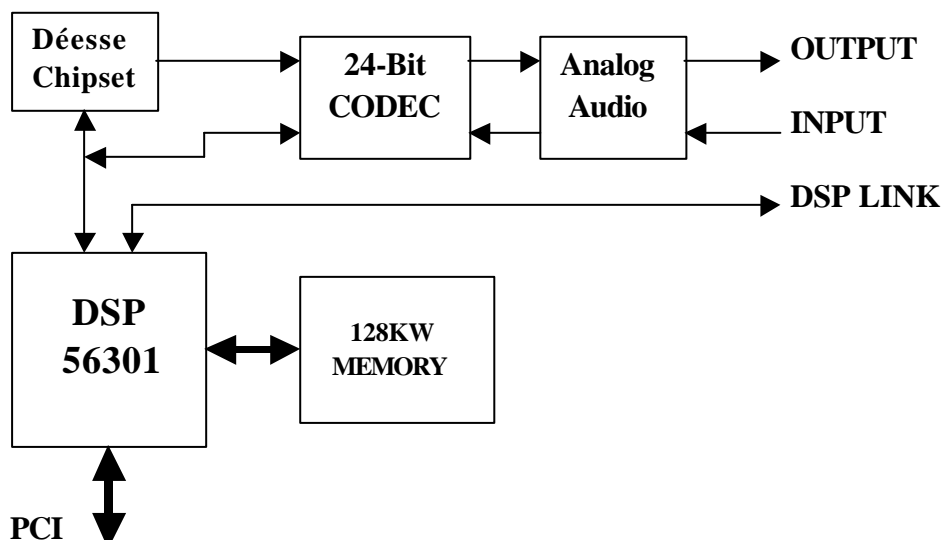 Déesse
Chipset
24-Bit
CODEC
Analog
Audio
OUTPUT
INPUT
DSP LINK
DSP
56301
128KW
MEMORY
PCI